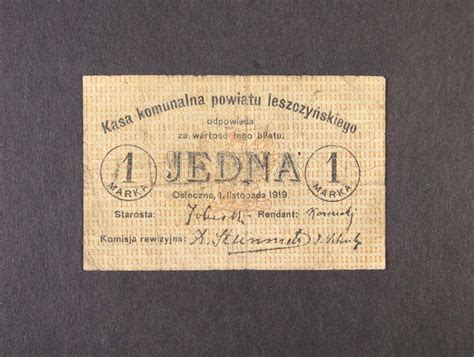 Kasa komunalna powiatu leszczyńskiego
odpowiada
za wartość tego biletu.
1 MARKA JEDNA 1 MARKA
Osieczna, 1. listopada 1919.
Starosta: Rendant:
Komisja rewizyjna: